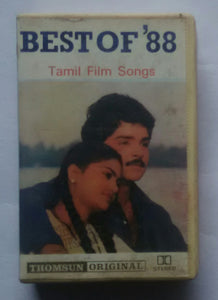 BEST OF '88
Tamil Film Songs
THOMSUN ORIGINAL
STEREO